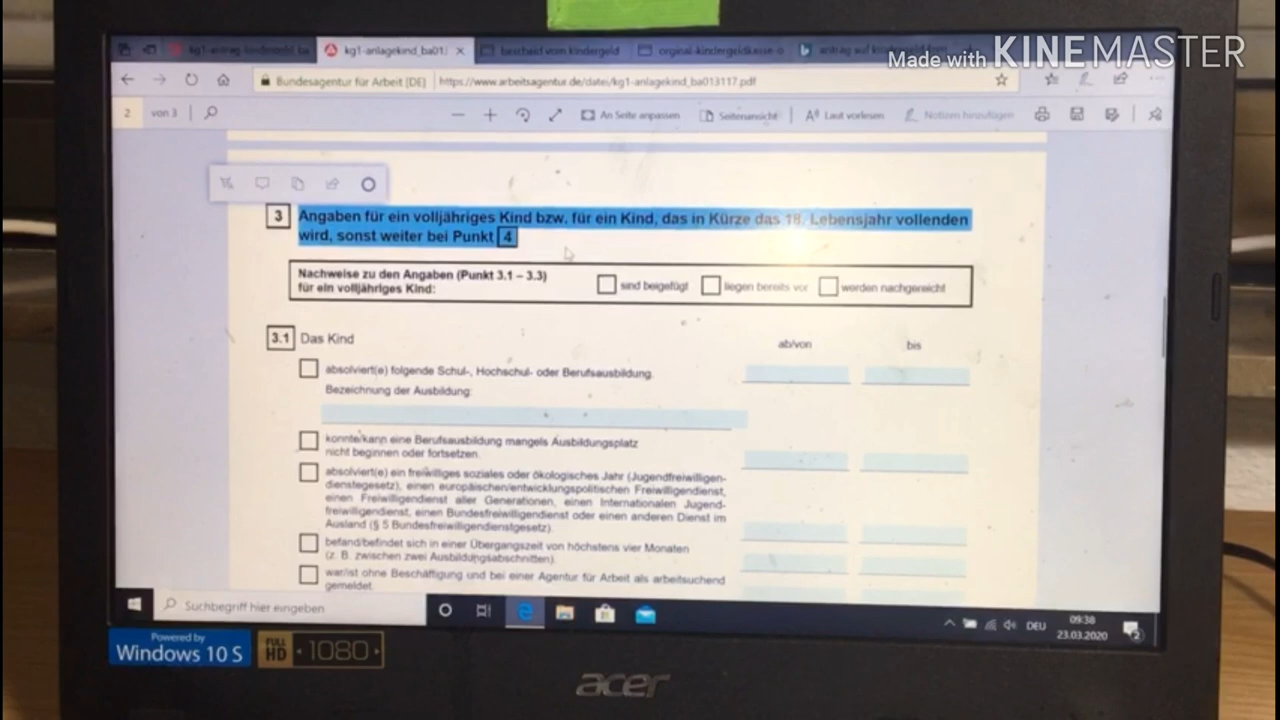 Made with KINEMASTER
kg1-anlagekind_ba01:
bescheid vom kindergeld
orginal-kindergeldkasse-o
Bundesagentur für Arbeit [DE]
https://www.arbeitsagentur.de/datei/kg1-anlagekind_ba013117.pdf
2 von 3
An Seite anpassen
Seitenansicht
Laut vorlesen
Notizen hinzufügen
3 Angaben für ein volljähriges Kind bzw. für ein Kind, das in Kürze das 18. Lebensjahr vollenden
wird, sonst weiter bei Punkt 4
Nachweise zu den Angaben (Punkt 3.1 – 3.3)
für ein volljähriges Kind:
sind beigefügt
liegen bereits vor
werden nachgereicht
3.1 Das Kind
ab/von
bis
absolviert(e) folgende Schul-, Hochschul- oder Berufsausbildung.
Bezeichnung der Ausbildung:
konnte/kann eine Berufsausbildung mangels Ausbildungsplatz
nicht beginnen oder fortsetzen.
absolviert(e) ein freiwilliges soziales oder ökologisches Jahr (Jugendfreiwilligen-
dienstegesetz), einen europäischen/entwicklungspolitischen Freiwilligendienst,
einen Freiwilligendienst aller Generationen, einen Internationalen Jugend-
freiwilligendienst, einen Bundesfreiwilligendienst oder einen anderen Dienst im
Ausland (§ 5 Bundesfreiwilligendienstgesetz).
befand/befindet sich in einer Übergangszeit von höchstens vier Monaten
(z. B. zwischen zwei Ausbildungsabschnitten).
war/ist ohne Beschäftigung und bei einer Agentur für Arbeit als arbeitsuchend
gemeldet.
Suchbegriff hier eingeben
DEU
09:38
23.03.2020
Powered by
Windows 10 S
FULL HD 1080
acer